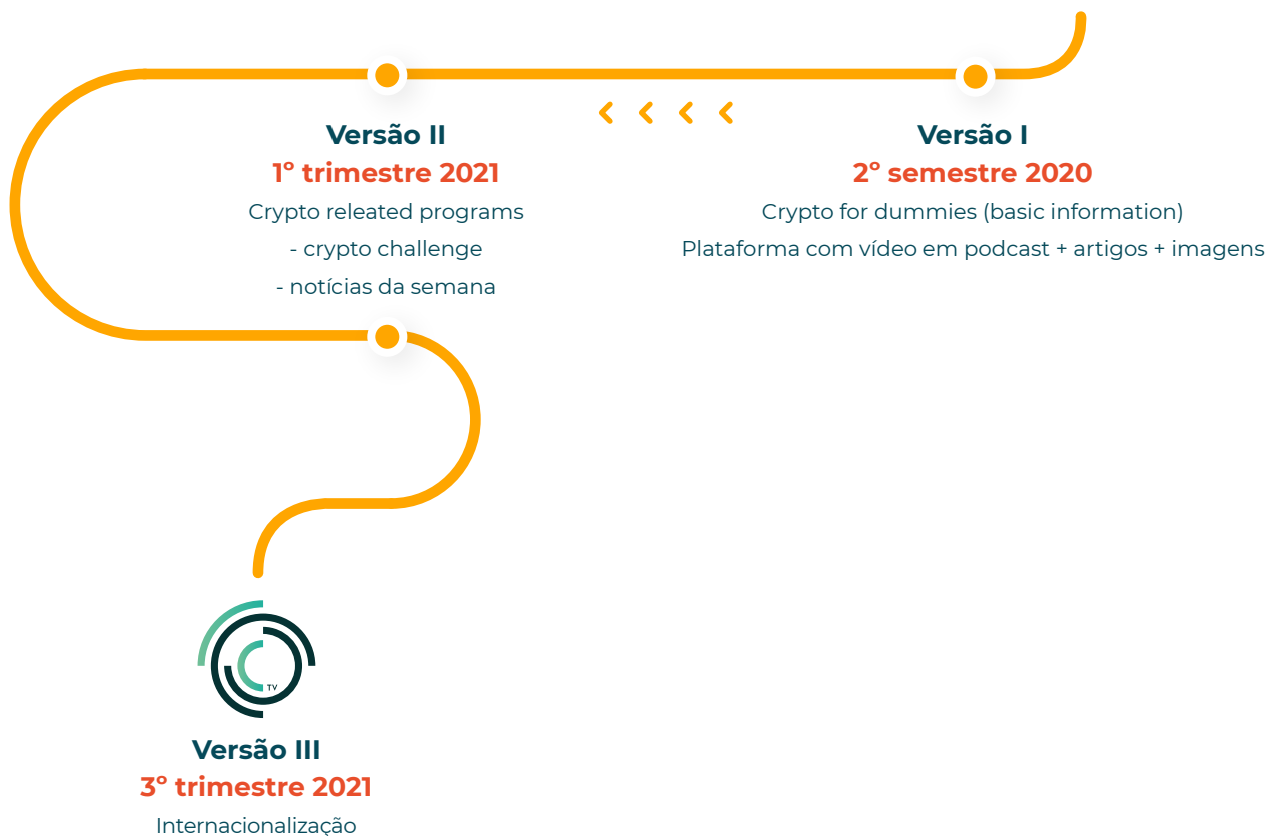 Versão I
2º semestre 2020
Crypto for dummies (basic information)
Plataforma com vídeo em podcast + artigos + imagens
Versão II
1º trimestre 2021
Crypto releated programs
- crypto challenge
- notícias da semana
TV
Versão III
3º trimestre 2021
Internacionalização